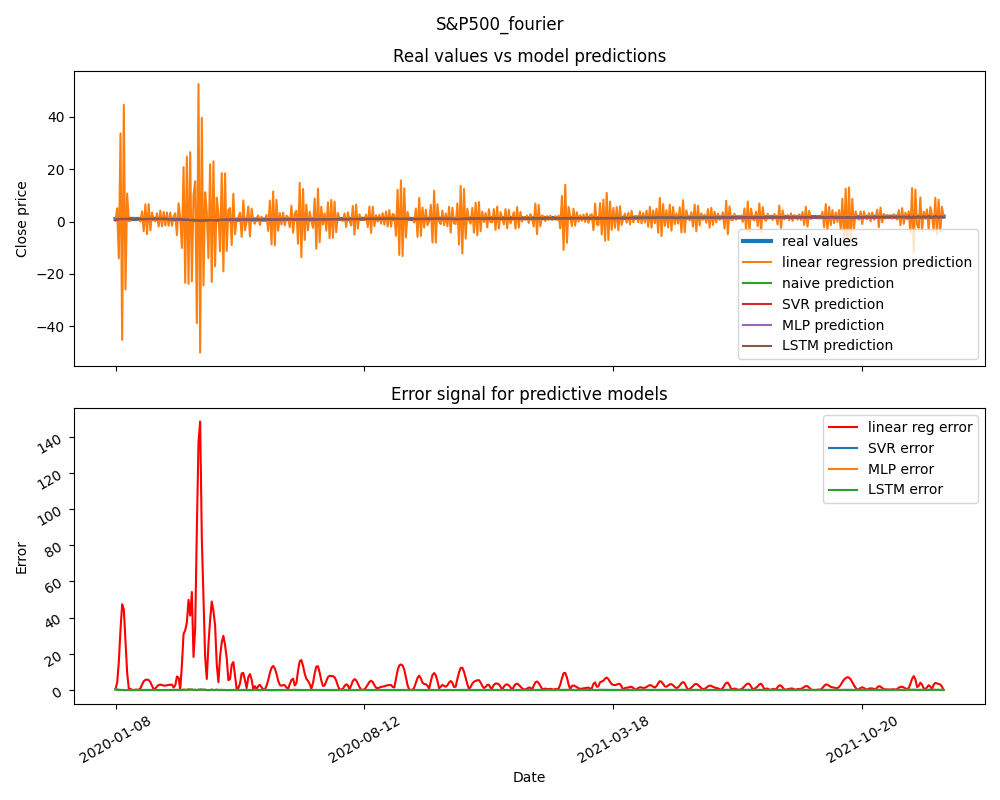 S&P500_fourier
Real values vs model predictions
Close price
40
20
0
−20
−40
real values
linear regression prediction
naive prediction
SVR prediction
MLP prediction
LSTM prediction
Error signal for predictive models
Error
140
120
100
80
60
40
20
0
linear reg error
SVR error
MLP error
LSTM error
2020-01-08
2020-08-12
2021-03-18
2021-10-20
Date